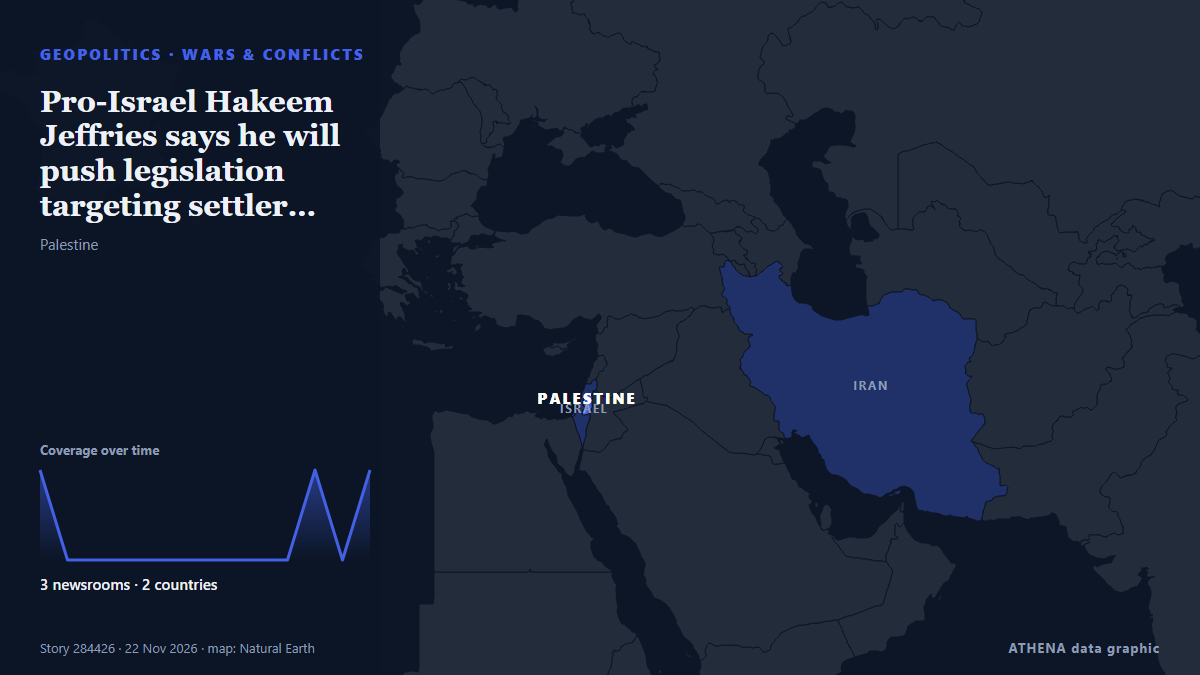 GEOPOLITICS · WARS & CONFLICTS
Pro-Israel Hakeem
Jeffries says he will
push legislation
targeting settler...
Palestine
IRAN
PALESTINE
ISRAEL
Coverage over time
3 newsrooms · 2 countries
Story 284426 · 22 Nov 2026 · map: Natural Earth
ATHENA data graphic